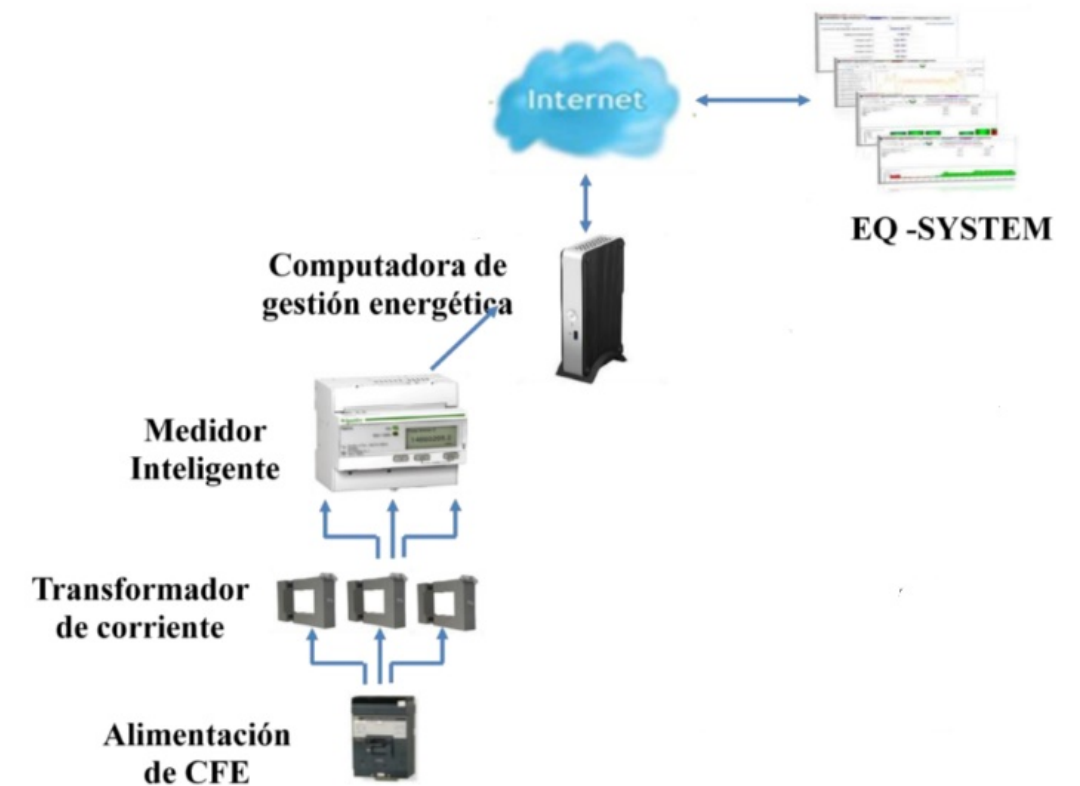 Internet
EQ -SYSTEM
Computadora de
gestión energética
Medidor
Inteligente
Transformador
de corriente
Alimentación
de CFE